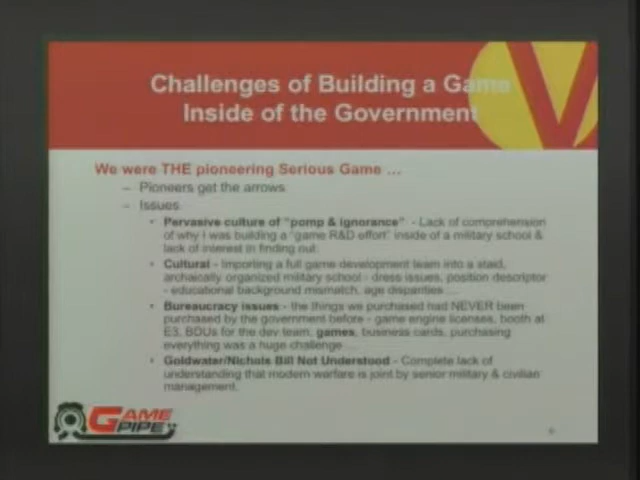 Challenges of Building a Game
Inside of the Government
We were THE pioneering Serious Game ...
– Pioneers get the arrows
– Issues
• Pervasive culture of "pomp & ignorance" - Lack of comprehension
of why I was building a "game R&D effort" inside of a military school &
lack of interest in finding out.
• Cultural - Importing a full game development team into a staid,
archaically organized military school - dress issues, position descriptor
- educational background mismatch, age disparities ...
• Bureaucracy issues - the things we purchased had NEVER been
purchased by the government before - game engine licenses, booth at
E3, BDUs for the dev team, games, business cards, purchasing
everything was a huge challenge ...
• Goldwater/Nichols Bill Not Understood - Complete lack of
understanding that modern warfare is joint by senior military & civilian
management.
GAME
PIPE